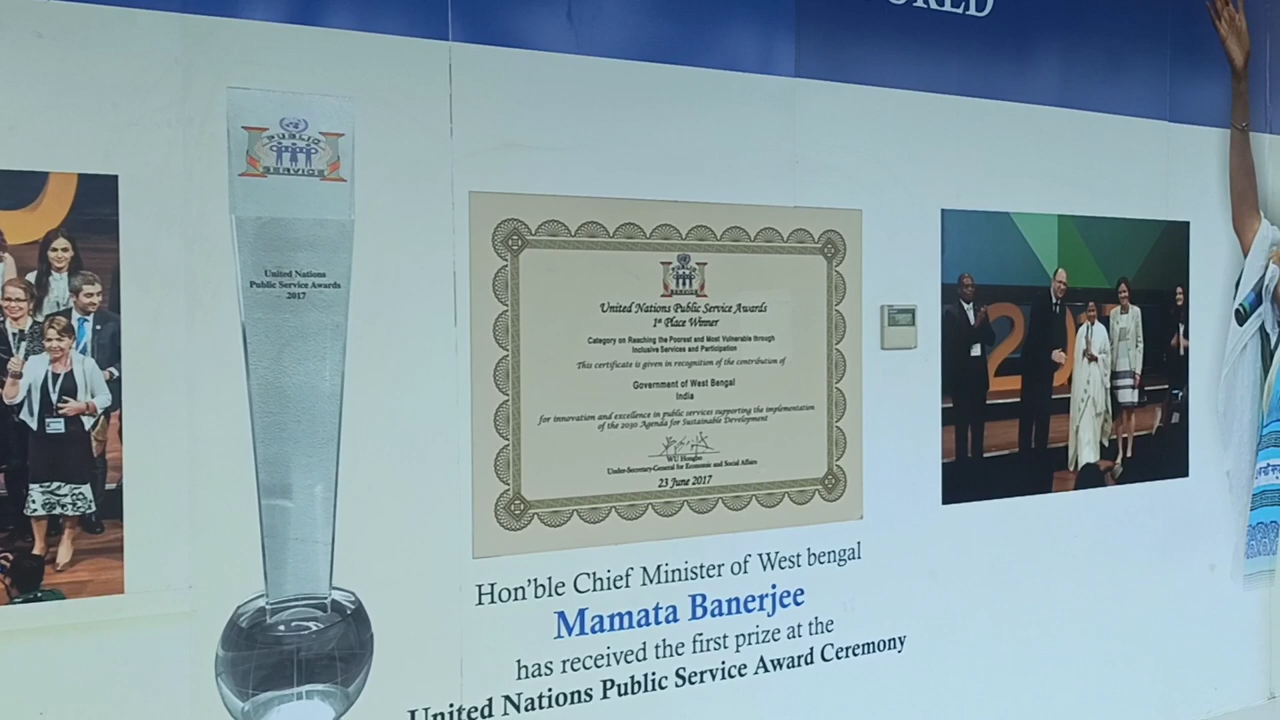 PUBLIC
SERVICE
United Nations
Public Service Awards
2017
PUBLIC
SERVICE
United Nations Public Service Awards
1st Place Winner
Category on Reaching the Poorest and Most Vulnerable through
Inclusive Services and Participation
This certificate is given in recognition of the contribution of
Government of West Bengal
India
for innovation and excellence in public services supporting the implementation
of the 2030 Agenda for Sustainable Development
WU Hongbo
Under-Secretary-General for Economic and Social Affairs
23 June 2017
Hon'ble Chief Minister of West bengal
Mamata Banerjee
has received the first prize at the
United Nations Public Service Award Ceremony